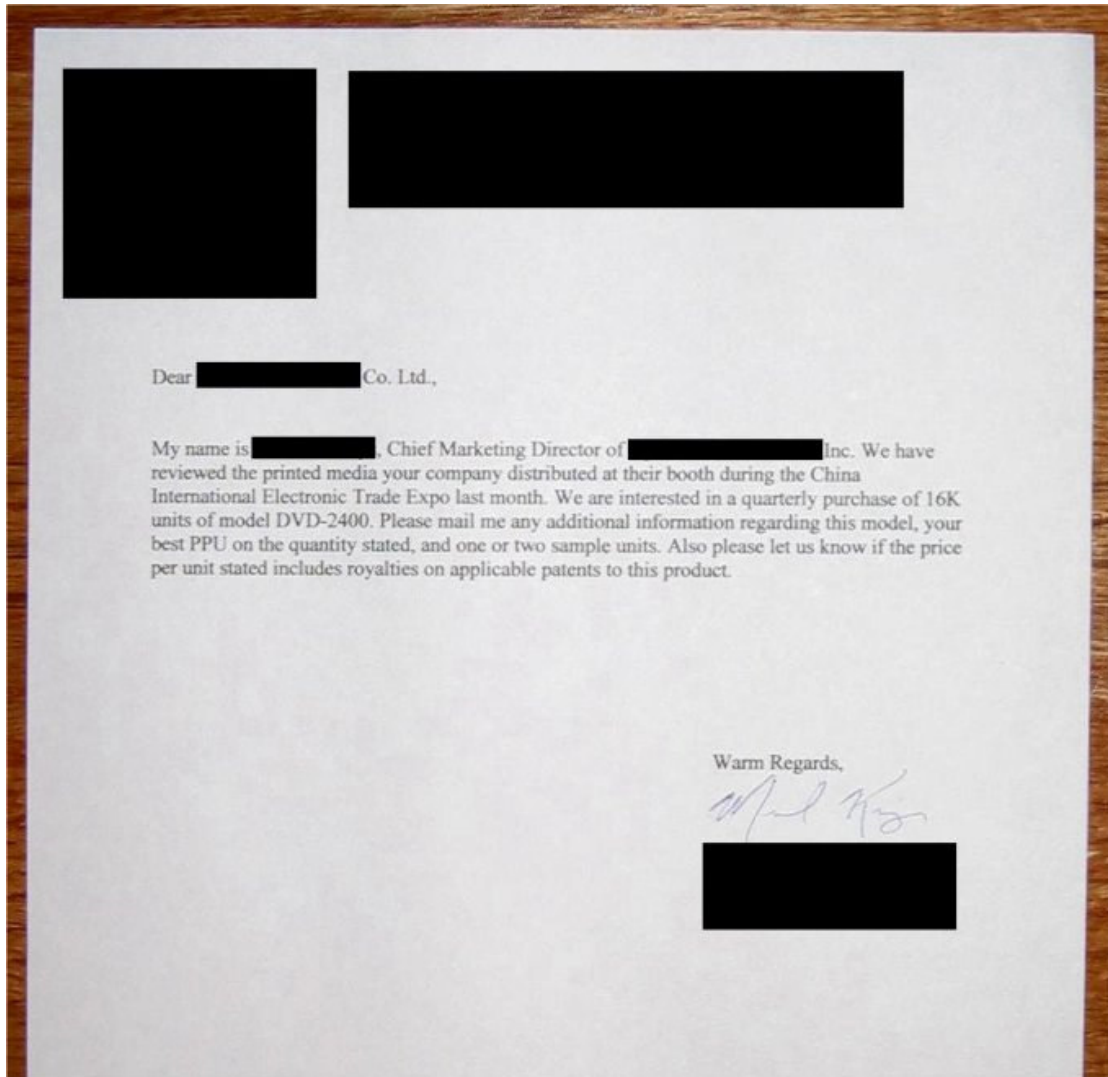 Dear Co. Ltd.,
My name is , Chief Marketing Director of Inc. We have
reviewed the printed media your company distributed at their booth during the China
International Electronic Trade Expo last month. We are interested in a quarterly purchase of 16K
units of model DVD-2400. Please mail me any additional information regarding this model, your
best PPU on the quantity stated, and one or two sample units. Also please let us know if the price
per unit stated includes royalties on applicable patents to this product.
Warm Regards,